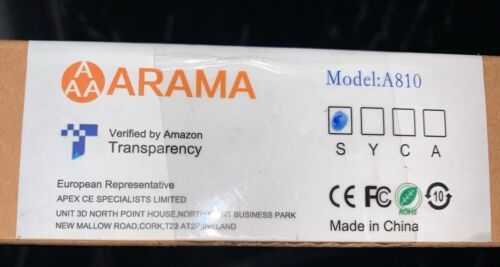 A
AA
ARAMA
Model:A810
Verified by Amazon
Transparency
S Y C A
European Representative
APEX CE SPECIALISTS LIMITED
UNIT 3D NORTH POINT HOUSE,NORTH POINT BUSINESS PARK
NEW MALLOW ROAD,CORK,T23 AT2P,IRELAND
CE FC RoHS 10
Made in China